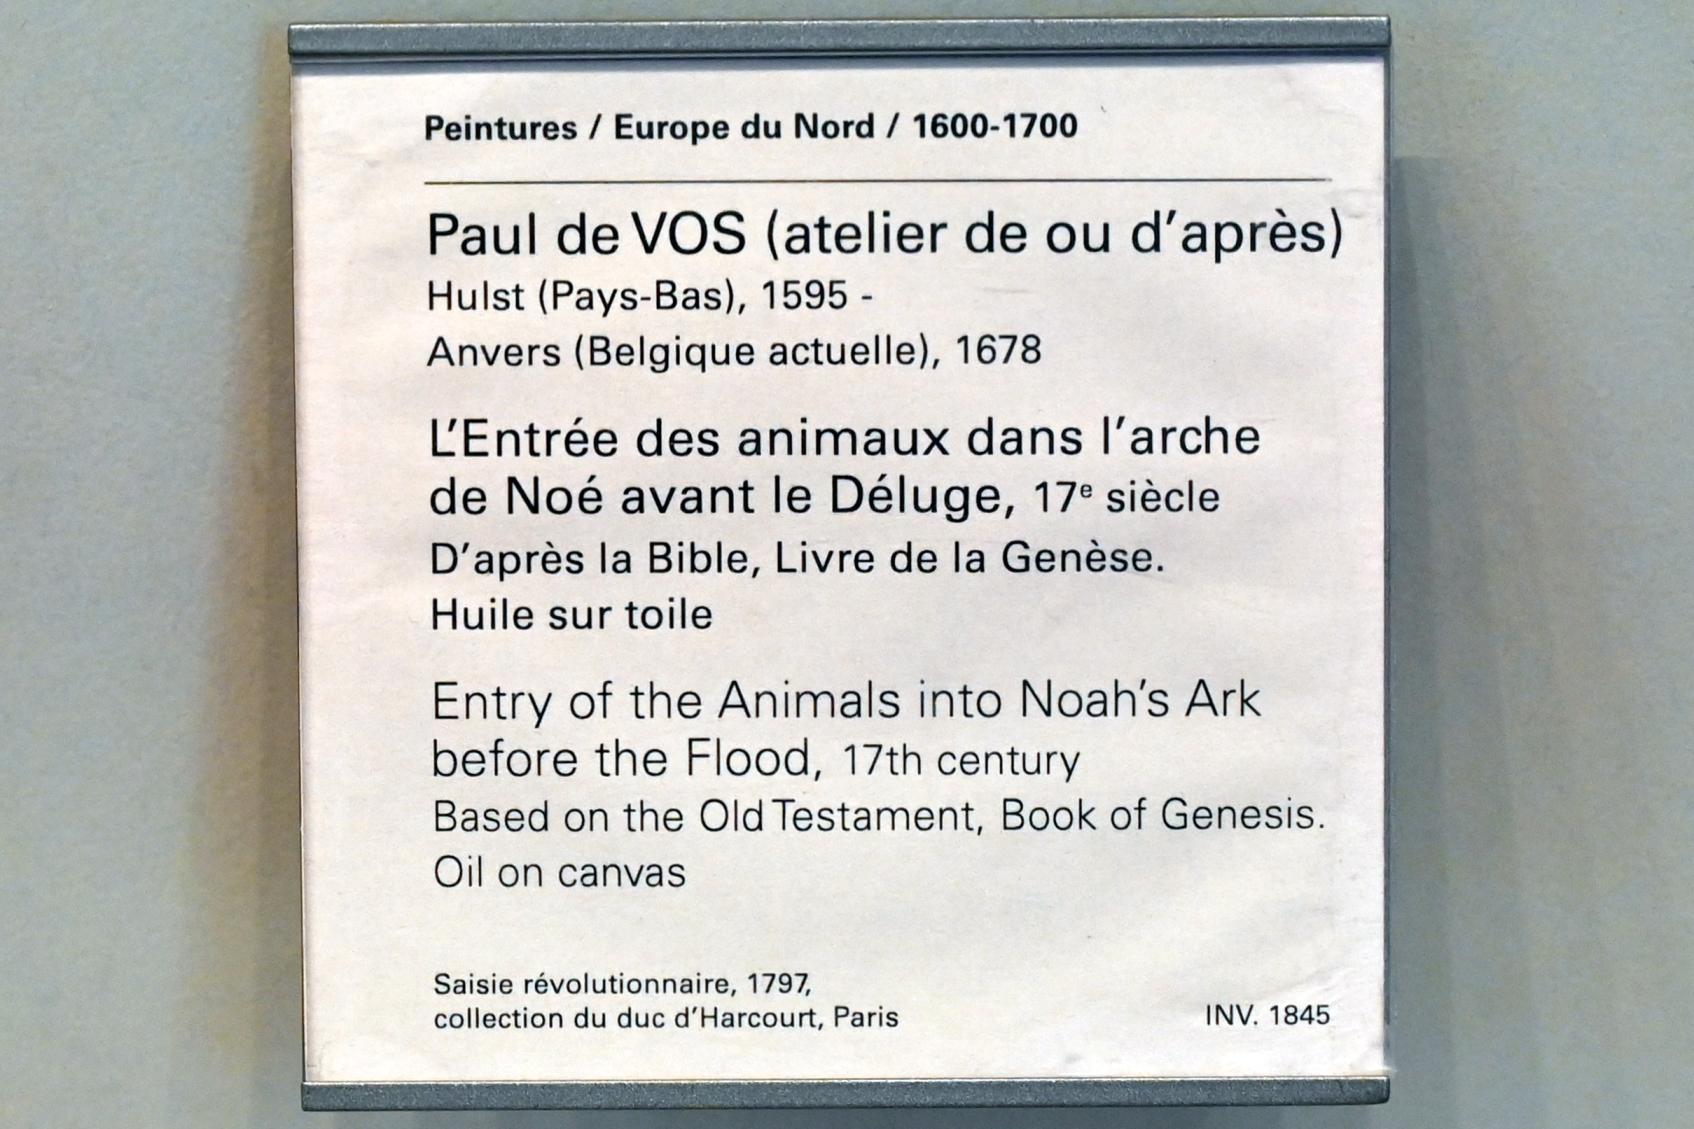 Peintures / Europe du Nord / 1600-1700
Paul de VOS (atelier de ou d'après)
Hulst (Pays-Bas), 1595 -
Anvers (Belgique actuelle), 1678
L'Entrée des animaux dans l'arche
de Noé avant le Déluge, 17e siècle
D'après la Bible, Livre de la Genèse.
Huile sur toile
Entry of the Animals into Noah's Ark
before the Flood, 17th century
Based on the Old Testament, Book of Genesis.
Oil on canvas
Saisie révolutionnaire, 1797,
collection du duc d'Harcourt, Paris
INV. 1845